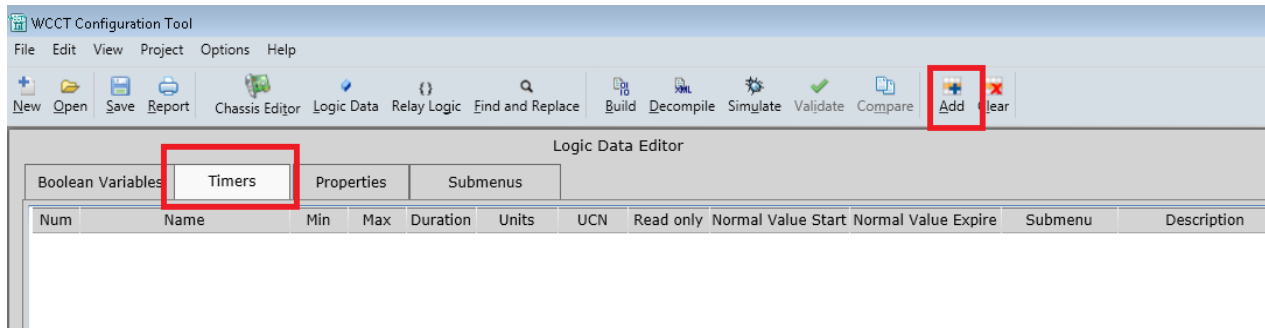 WCCT Configuration Tool
File Edit View Project Options Help
New Open Save Report Chassis Editor Logic Data Relay Logic Find and Replace Build Decompile Simulate Validate Compare Add Clear
Logic Data Editor
Boolean Variables Timers Properties Submenus
Num Name Min Max Duration Units UCN Read only Normal Value Start Normal Value Expire Submenu Description